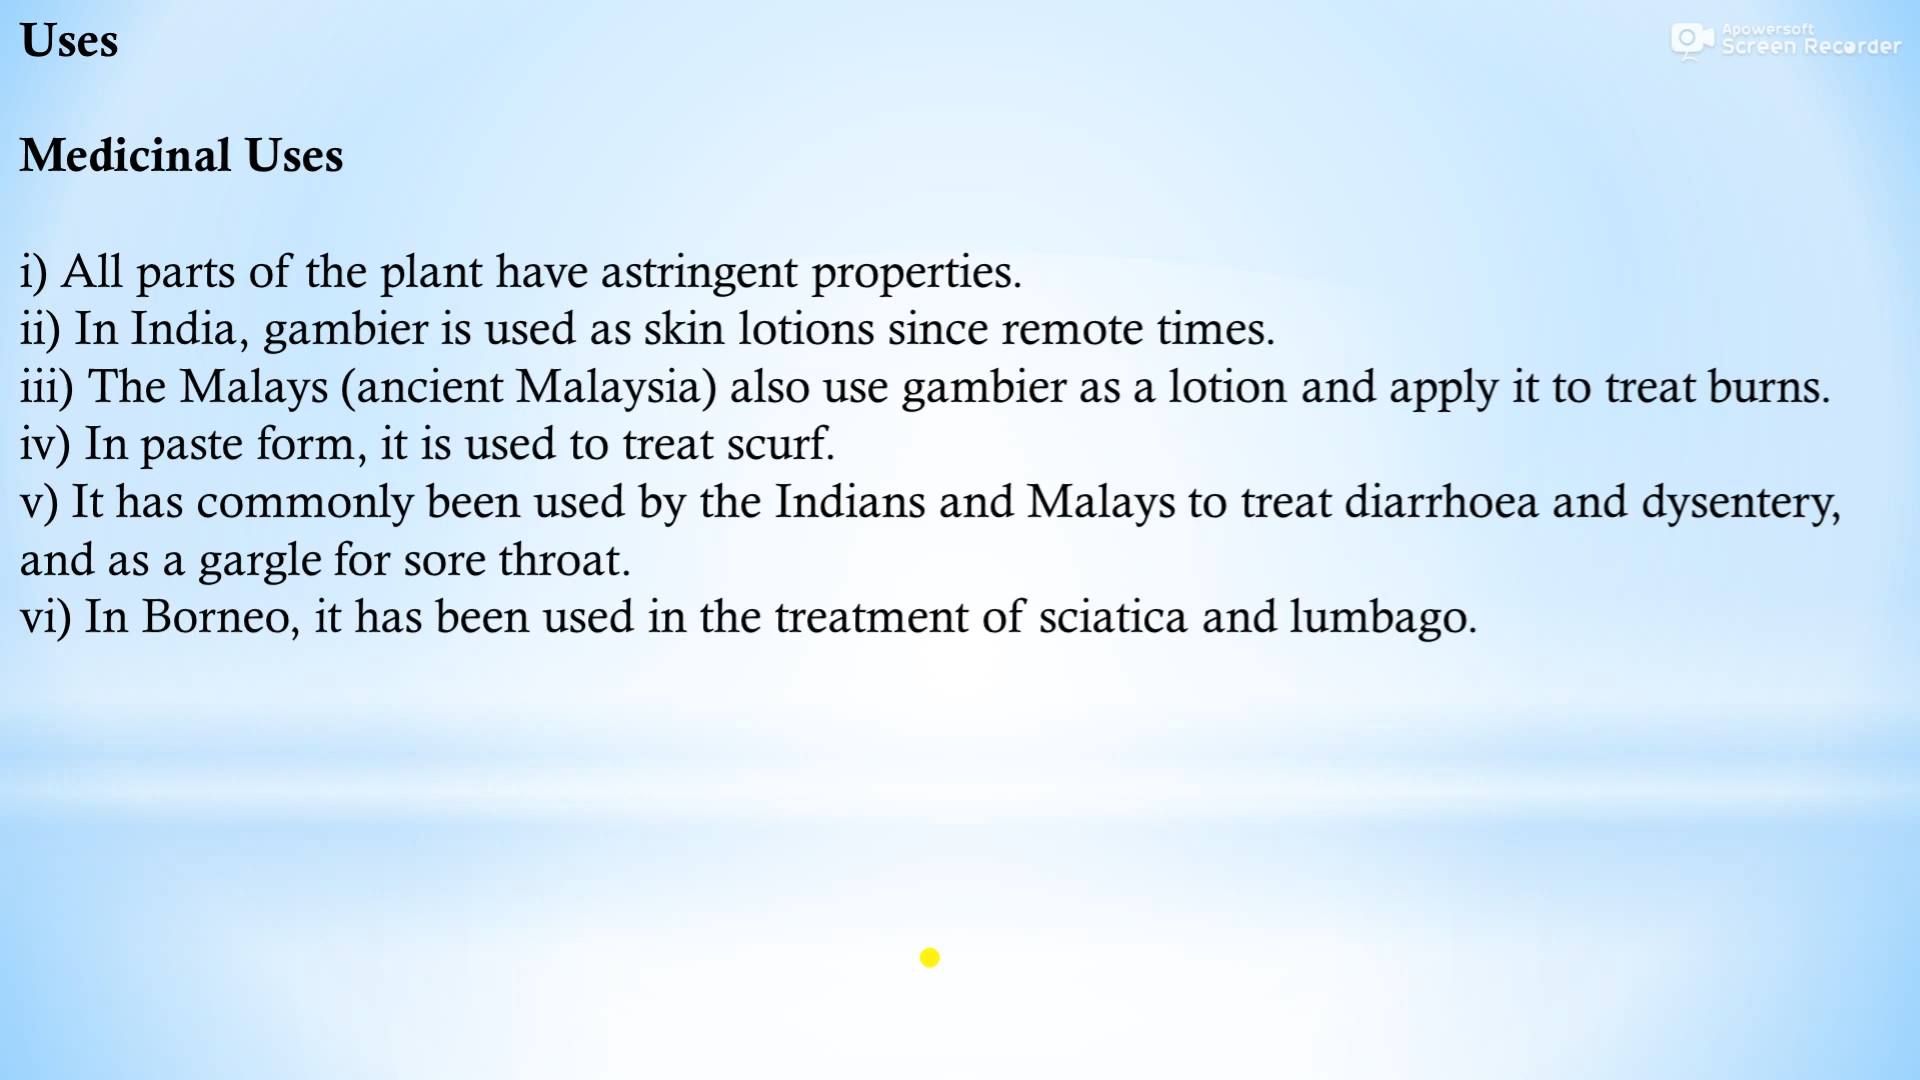 Uses
Apowersoft
Screen Recorder
Medicinal Uses
i) All parts of the plant have astringent properties.
ii) In India, gambier is used as skin lotions since remote times.
iii) The Malays (ancient Malaysia) also use gambier as a lotion and apply it to treat burns.
iv) In paste form, it is used to treat scurf.
v) It has commonly been used by the Indians and Malays to treat diarrhoea and dysentery,
and as a gargle for sore throat.
vi) In Borneo, it has been used in the treatment of sciatica and lumbago.